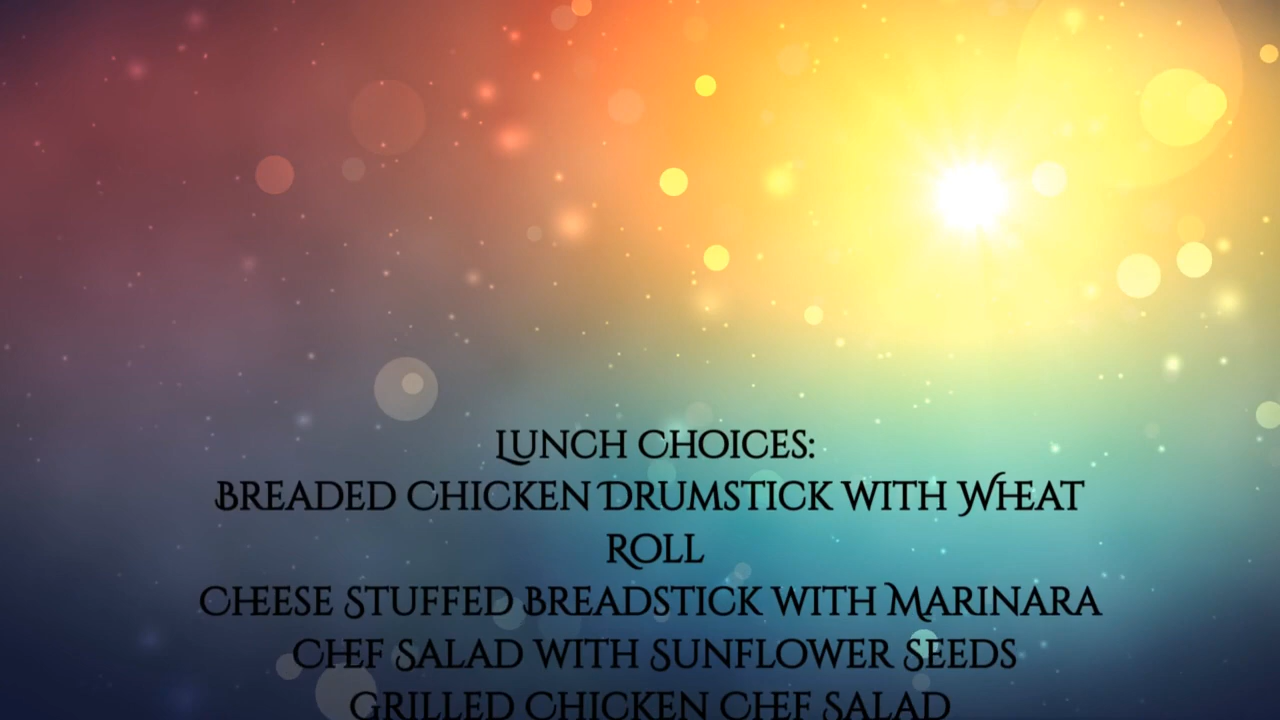 Lunch Choices:
Breaded Chicken Drumstick with Wheat
Roll
Cheese Stuffed Breadstick with Marinara
Chef Salad with Sunflower Seeds
Grilled Chicken Chef Salad